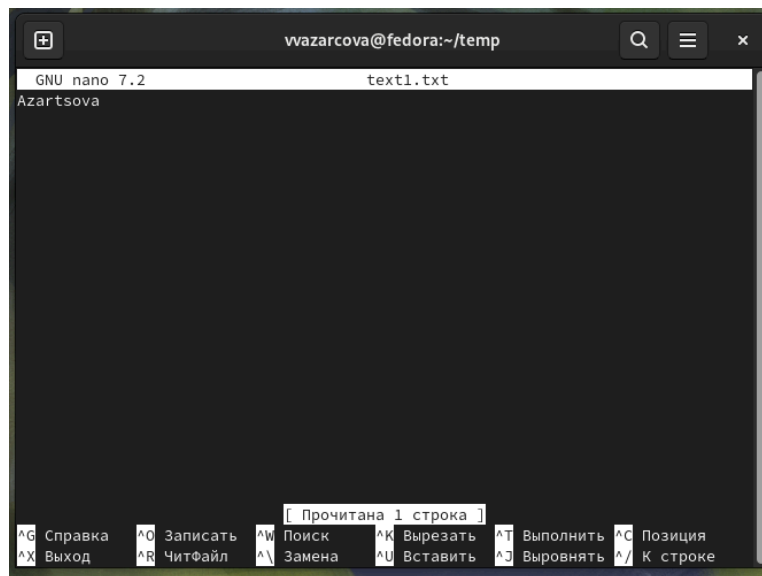 vvazarcova@fedora:~/temp
GNU nano 7.2 text1.txt
Azartsova
[ Прочитана 1 строка ]
^G Справка ^O Записать ^W Поиск ^K Вырезать ^T Выполнить ^C Позиция
^X Выход ^R ЧитФайл ^\ Замена ^U Вставить ^J Выровнять ^/ К строке